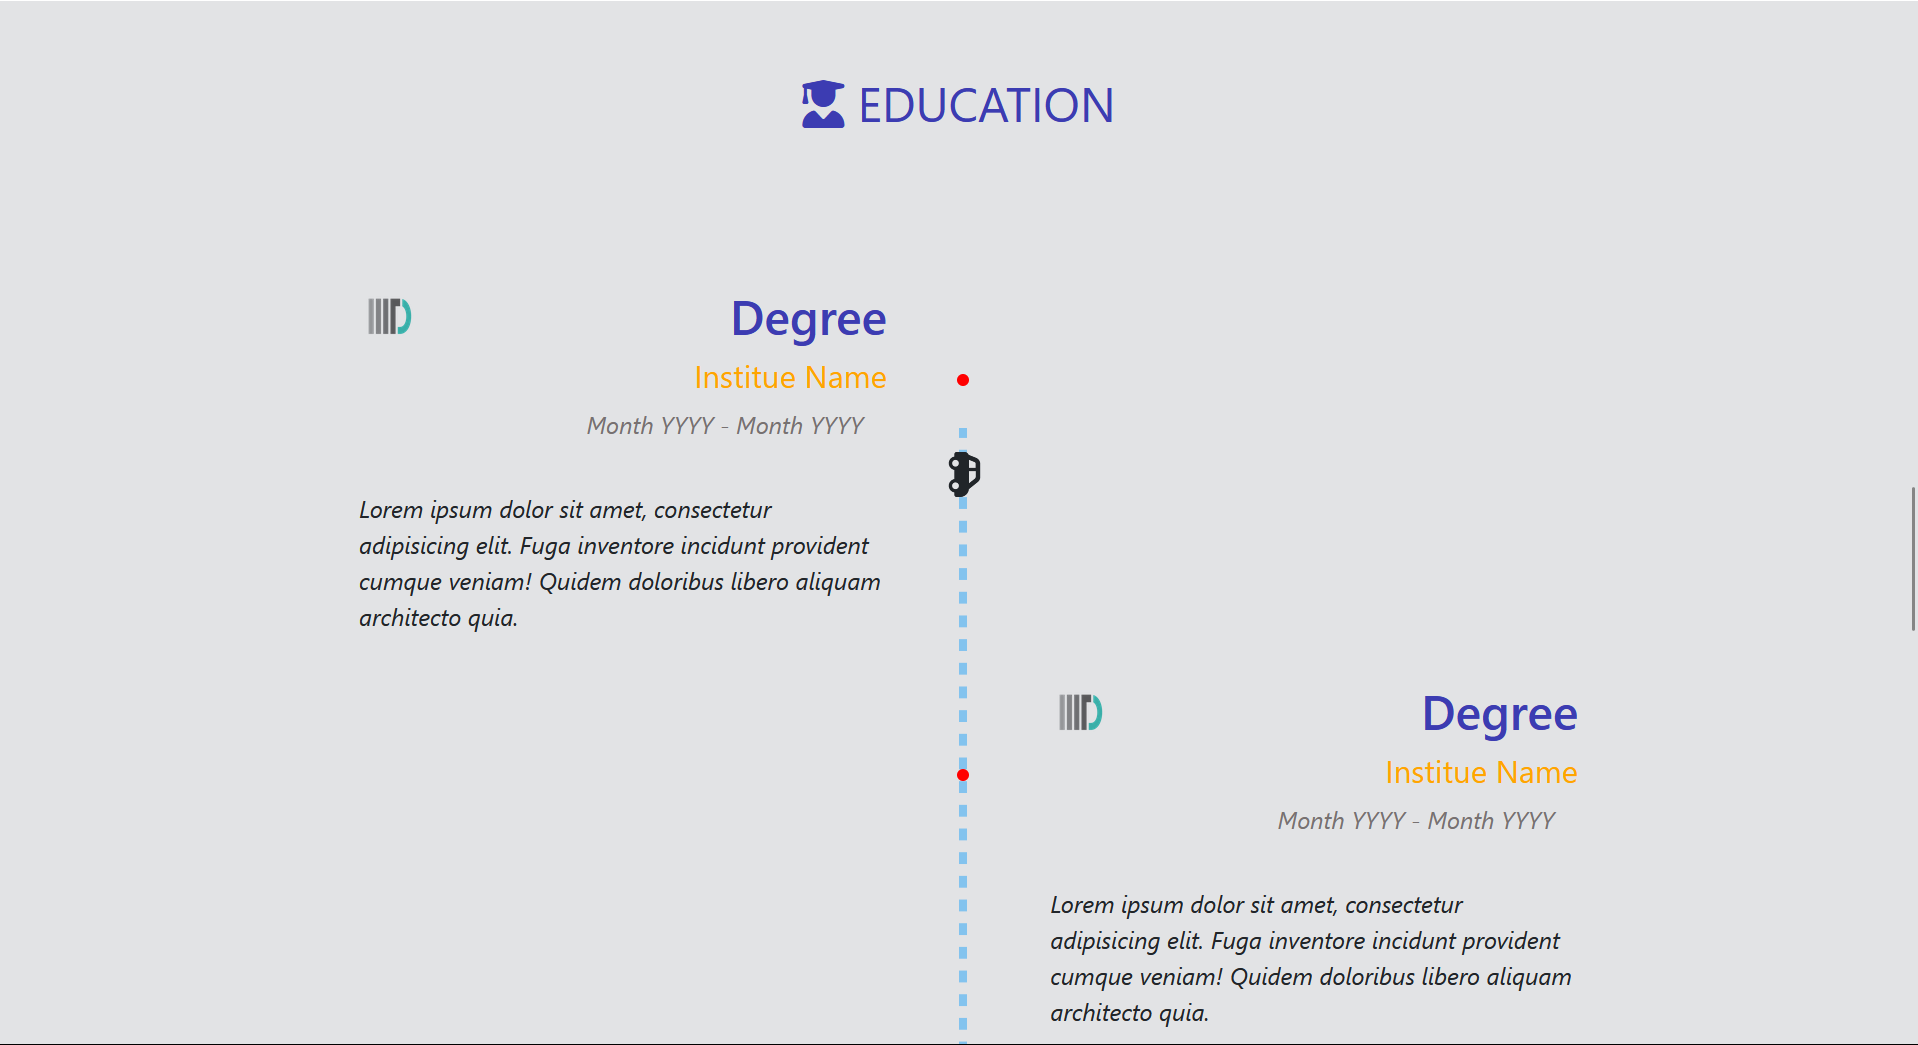 EDUCATION
Degree
Institue Name
Month YYYY - Month YYYY
Lorem ipsum dolor sit amet, consectetur
adipisicing elit. Fuga inventore incidunt provident
cumque veniam! Quidem doloribus libero aliquam
architecto quia.
Degree
Institue Name
Month YYYY - Month YYYY
Lorem ipsum dolor sit amet, consectetur
adipisicing elit. Fuga inventore incidunt provident
cumque veniam! Quidem doloribus libero aliquam
architecto quia.